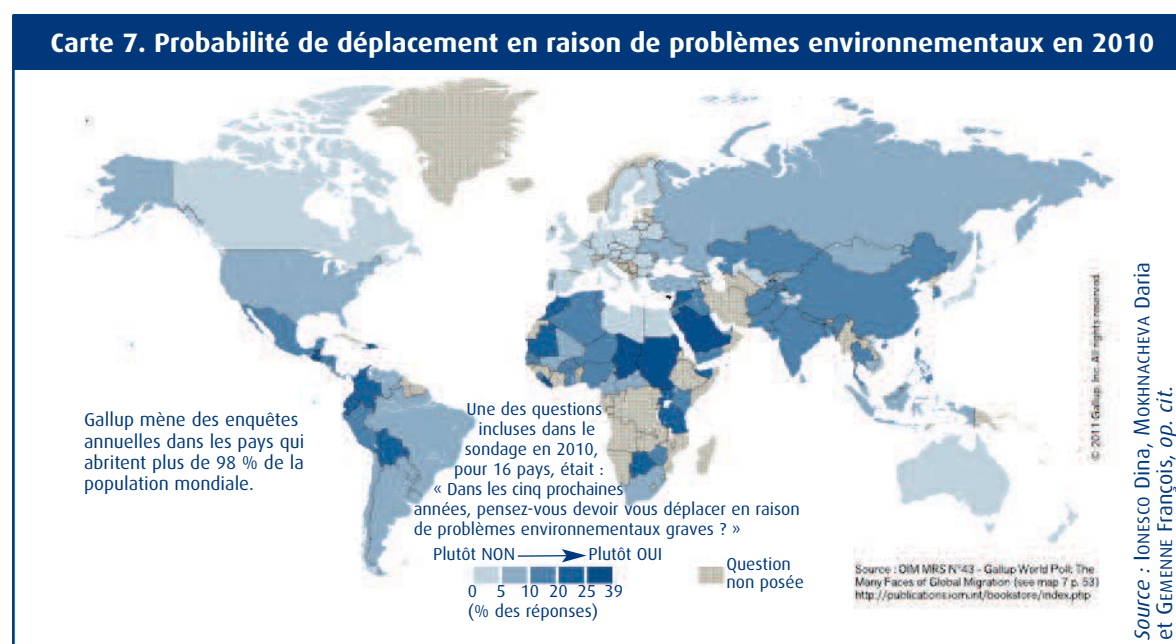 Carte 7. Probabilité de déplacement en raison de problèmes environnementaux en 2010
Gallup mène des enquêtes
annuelles dans les pays qui
abritent plus de 98 % de la
population mondiale.
Une des questions
incluses dans le
sondage en 2010,
pour 16 pays, était :
« Dans les cinq prochaines
années, pensez-vous devoir vous déplacer en raison
de problèmes environnementaux graves ? »
Plutôt NON Plutôt OUI
0 5 10 20 25 39
(% des réponses)
Question
non posée
Source : OIM MRS N°43 - Gallup World Poll: The
Many Faces of Global Migration (see map 7 p. 53)
http://publications.iom.int/bookstore/index.php
© 2011 Gallup, Inc. All rights reserved.
Source : IONESCO Dina, MOKHNACHEVA Daria
et GEMENNE François, op. cit.